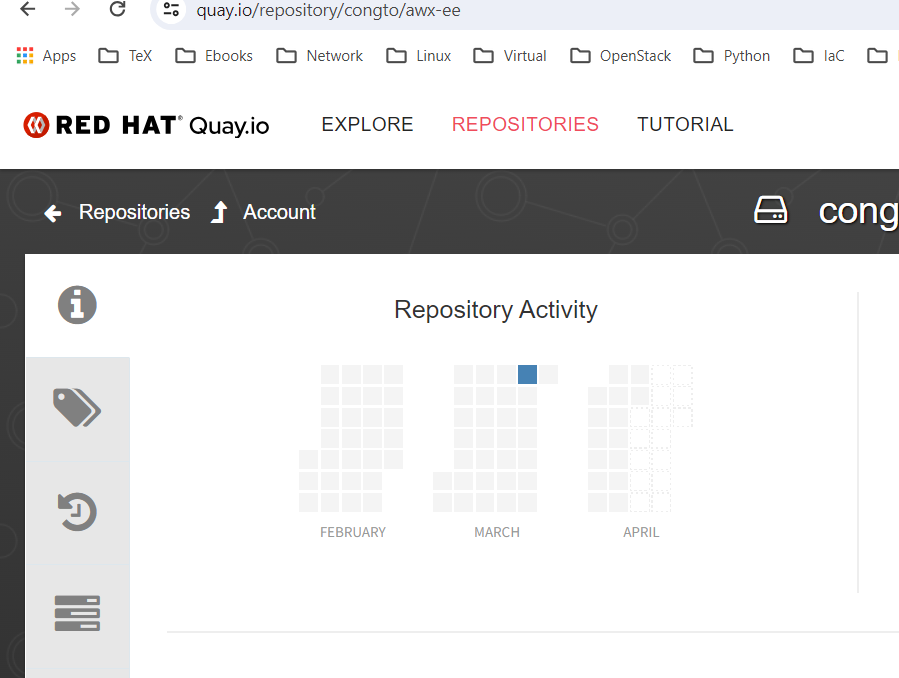 quay.io/repository/congto/awx-ee
Apps TeX Ebooks Network Linux Virtual OpenStack Python IaC
RED HAT® Quay.io EXPLORE REPOSITORIES TUTORIAL
Repositories Account cong
Repository Activity
FEBRUARY MARCH APRIL